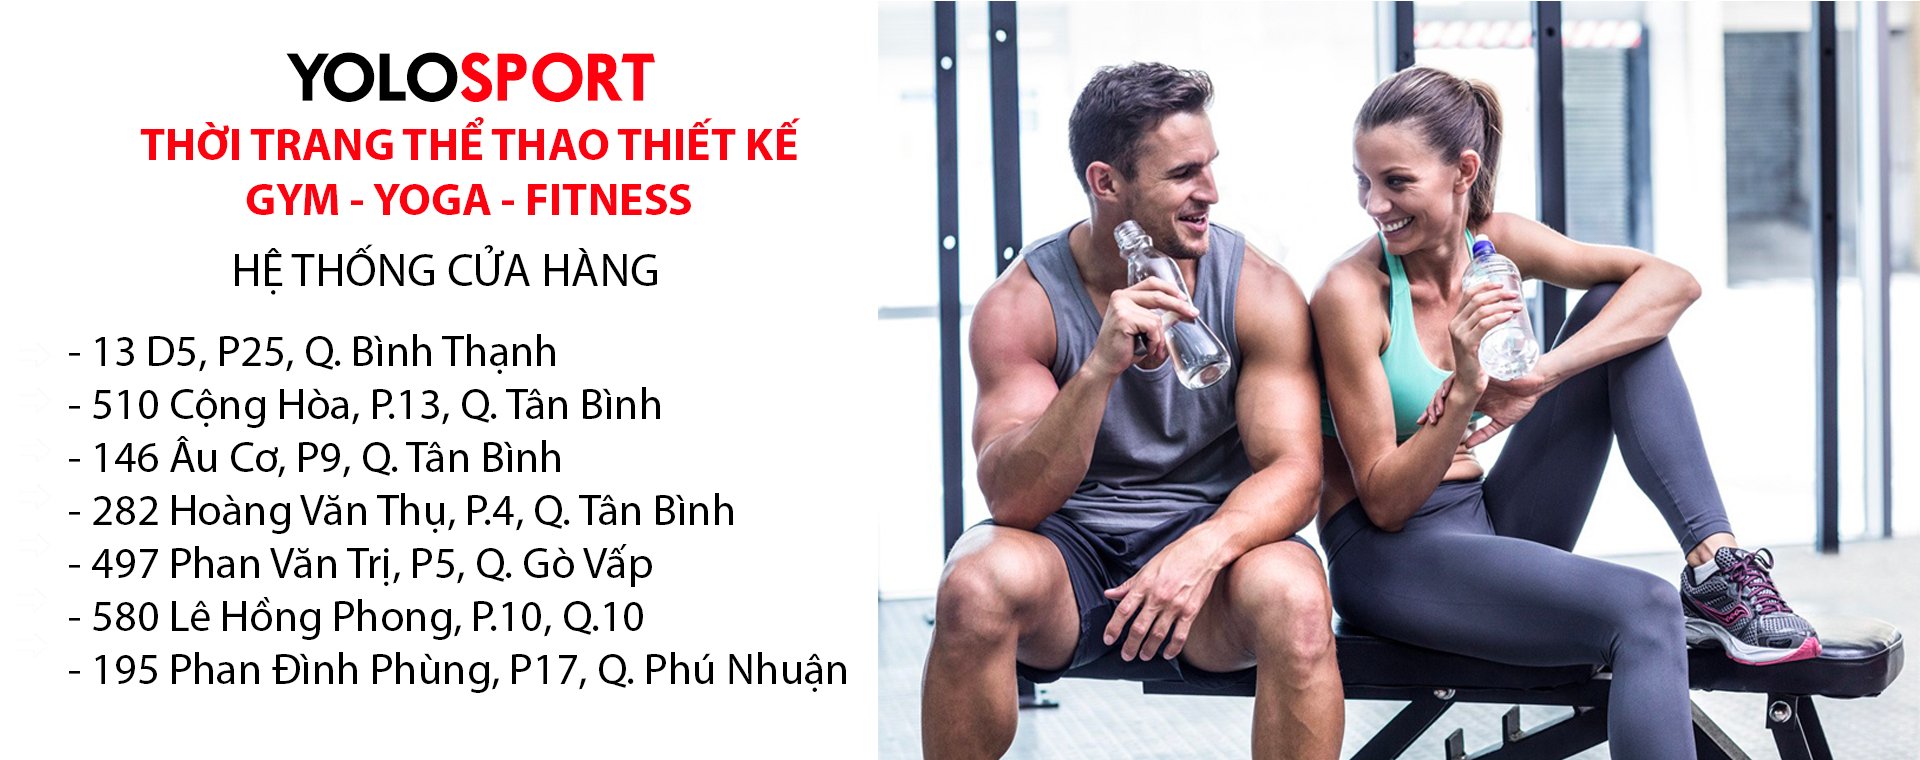 YOLOSPORT
THỜI TRANG THỂ THAO THIẾT KẾ
GYM - YOGA - FITNESS
HỆ THỐNG CỬA HÀNG
- 13 D5, P25, Q. Bình Thạnh
- 510 Cộng Hòa, P.13, Q. Tân Bình
- 146 Âu Cơ, P9, Q. Tân Bình
- 282 Hoàng Văn Thụ, P.4, Q. Tân Bình
- 497 Phan Văn Trị, P5, Q. Gò Vấp
- 580 Lê Hồng Phong, P.10, Q.10
- 195 Phan Đình Phùng, P17, Q. Phú Nhuận